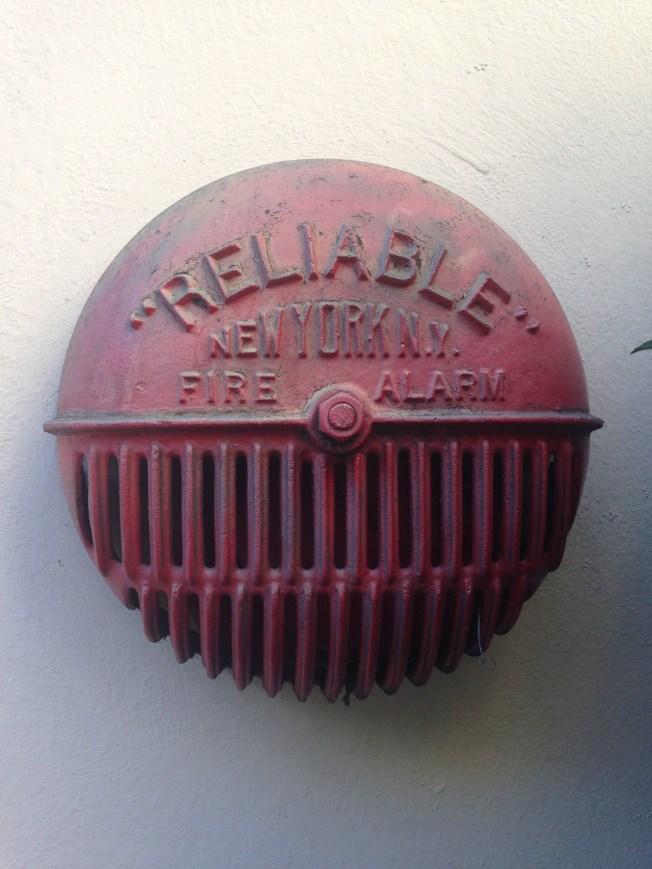 "RELIABLE"
NEW YORK N.Y.
FIRE ALARM